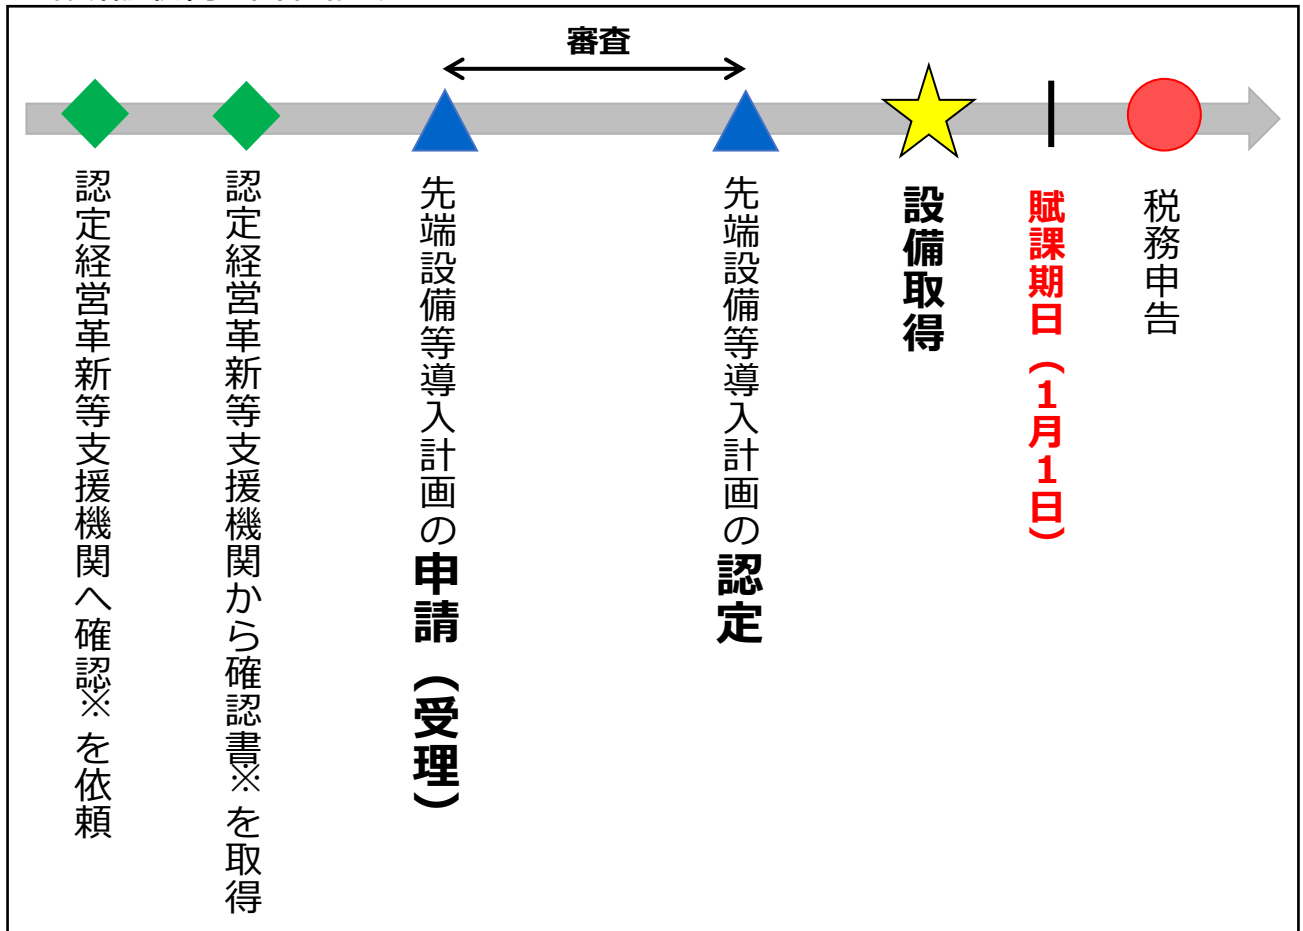 審査
認定経営革新等支援機関へ確認※を依頼
認定経営革新等支援機関から確認書※を取得
先端設備等導入計画の申請（受理）
先端設備等導入計画の認定
設備取得
賦課期日（1月1日）
税務申告